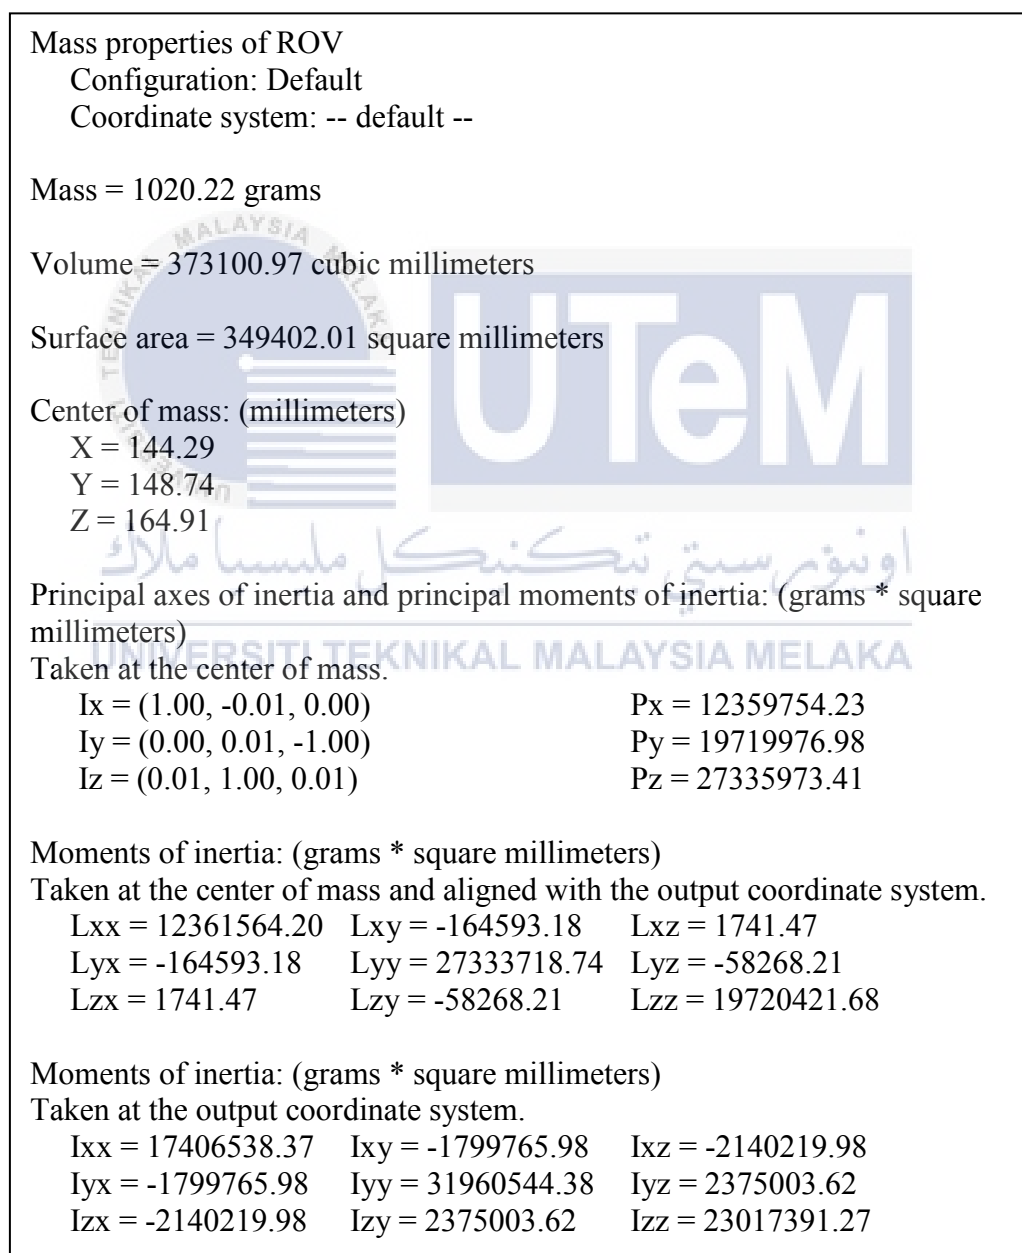 Mass properties of ROV
Configuration: Default
Coordinate system: -- default --
Mass = 1020.22 grams
Volume = 373100.97 cubic millimeters
Surface area = 349402.01 square millimeters
Center of mass: (millimeters)
X = 144.29
Y = 148.74
Z = 164.91
Principal axes of inertia and principal moments of inertia: (grams * square
millimeters)
Taken at the center of mass.
Ix = (1.00, -0.01, 0.00) Px = 12359754.23
Iy = (0.00, 0.01, -1.00) Py = 19719976.98
Iz = (0.01, 1.00, 0.01) Pz = 27335973.41
Moments of inertia: (grams * square millimeters)
Taken at the center of mass and aligned with the output coordinate system.
Lxx = 12361564.20 Lxy = -164593.18 Lxz = 1741.47
Lyx = -164593.18 Lyy = 27333718.74 Lyz = -58268.21
Lzx = 1741.47 Lzy = -58268.21 Lzz = 19720421.68
Moments of inertia: (grams * square millimeters)
Taken at the output coordinate system.
Ixx = 17406538.37 Ixy = -1799765.98 Ixz = -2140219.98
Iyx = -1799765.98 Iyy = 31960544.38 Iyz = 2375003.62
Izx = -2140219.98 Izy = 2375003.62 Izz = 23017391.27
UTeM
اونيۏرسيتي تيكنيكل مليسيا ملاك
UNIVERSITI TEKNIKAL MALAYSIA MELAKA